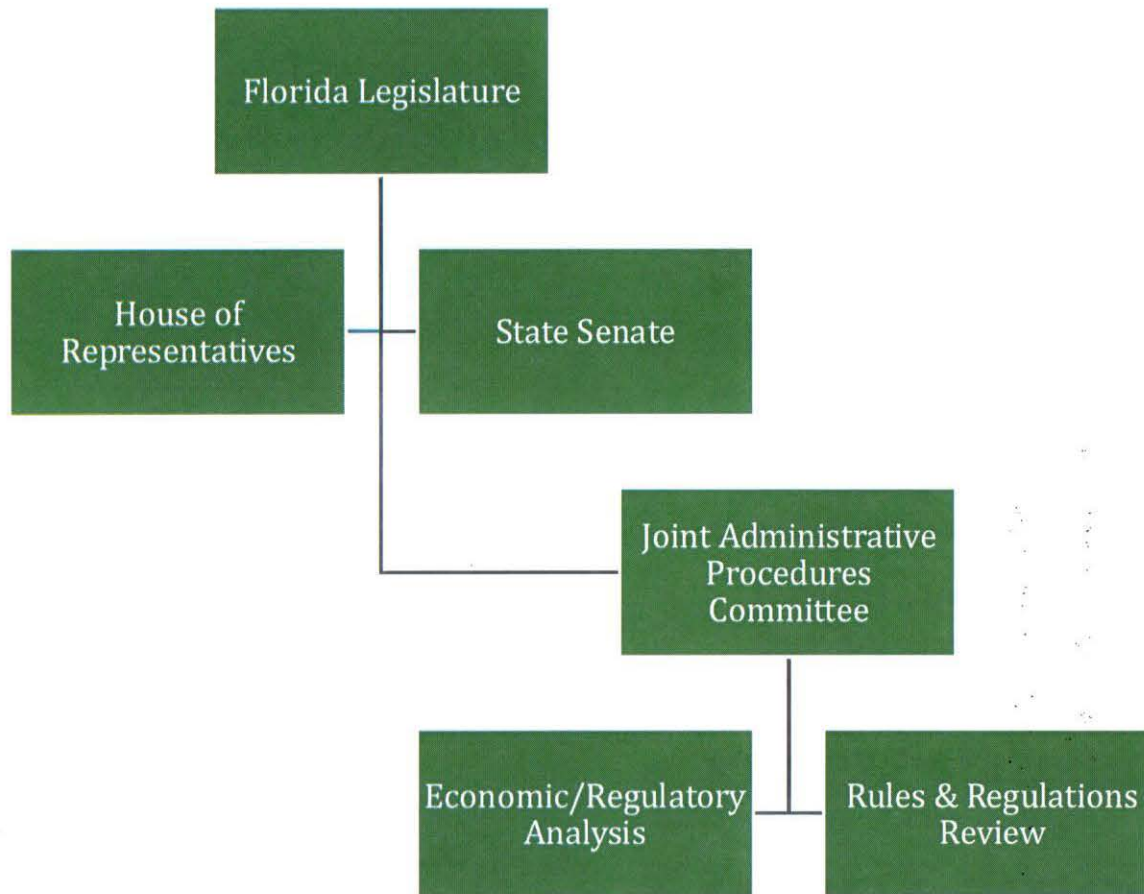 Florida Legislature
House of
Representatives
State Senate
Joint Administrative
Procedures
Committee
Economic/Regulatory
Analysis
Rules & Regulations
Review